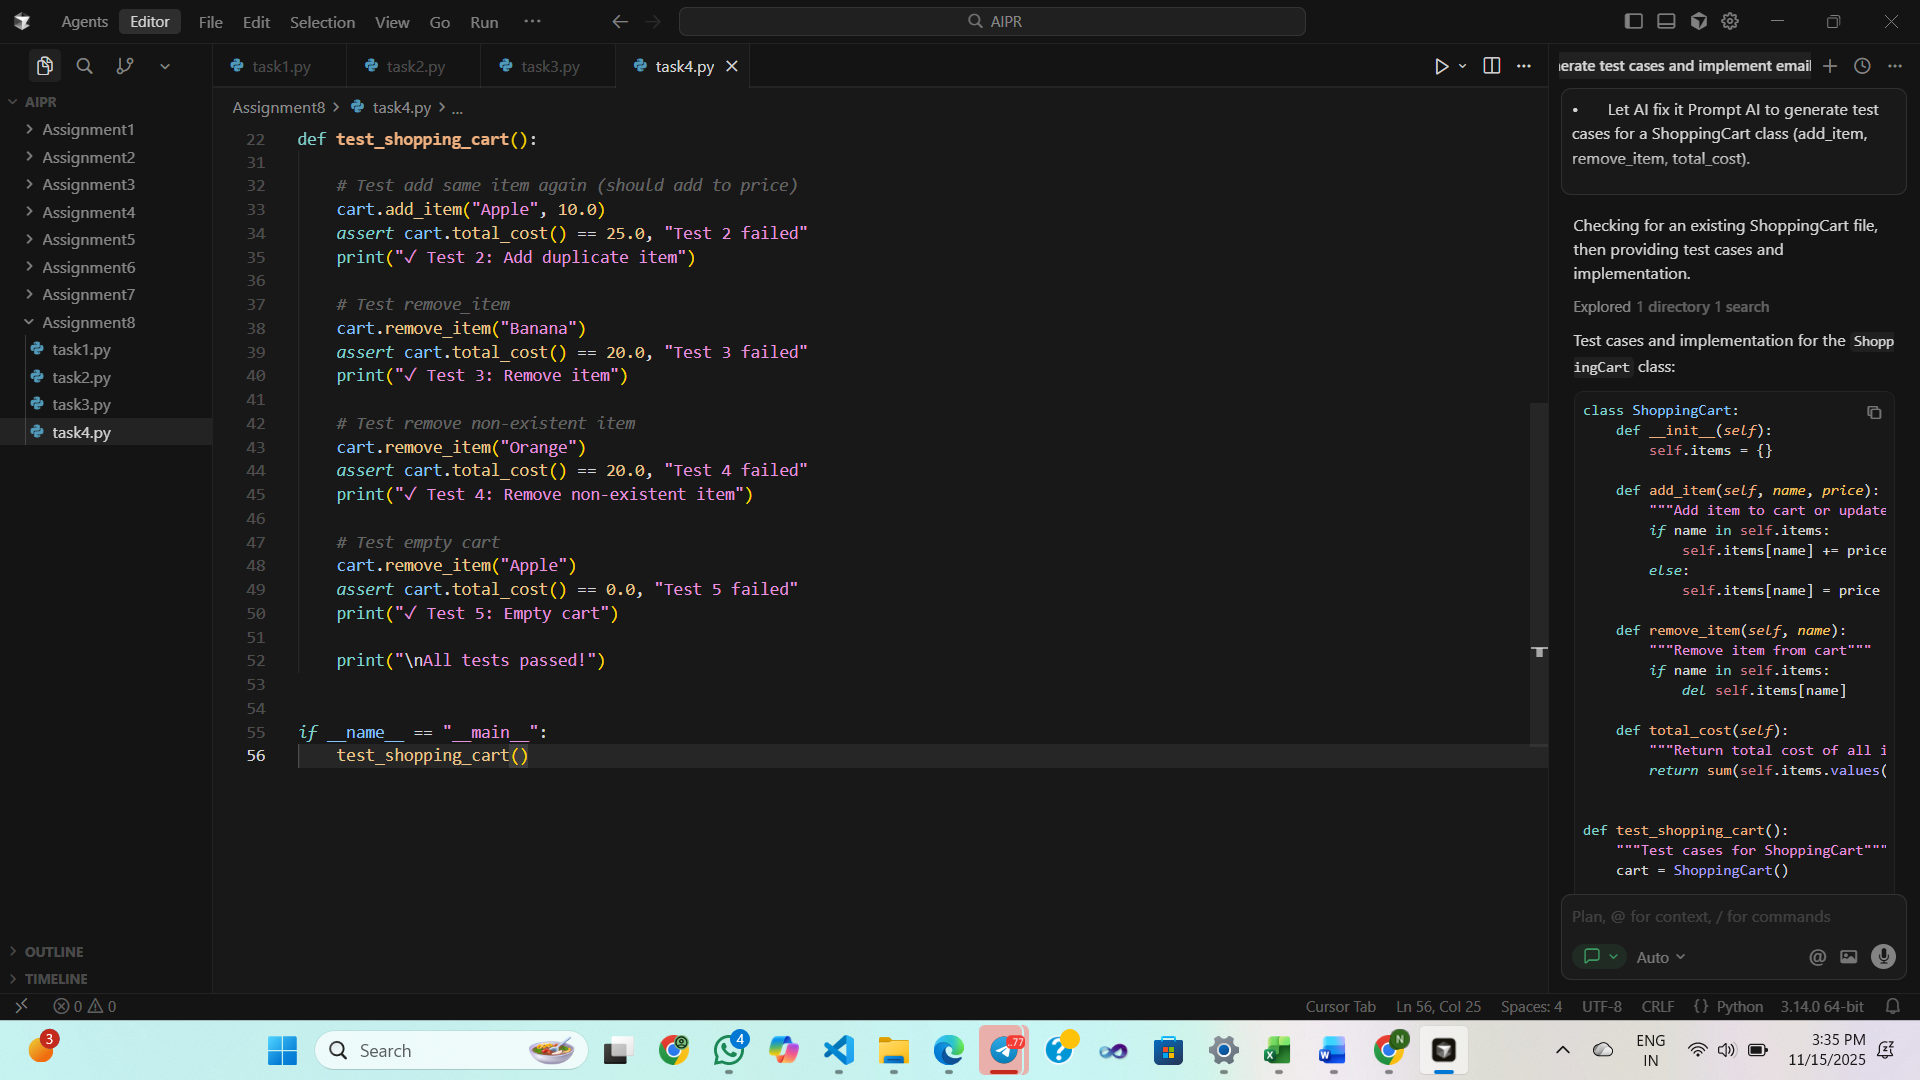 Agents Editor File Edit Selection View Go Run ··· AIPR
task1.py task2.py task3.py task4.py
erate test cases and implement email
AIPR
Assignment1
Assignment2
Assignment3
Assignment4
Assignment5
Assignment6
Assignment7
Assignment8
task1.py
task2.py
task3.py
task4.py
OUTLINE
TIMELINE
Assignment8 > task4.py > ...
22 def test_shopping_cart():
31
32 # Test add same item again (should add to price)
33 cart.add_item("Apple", 10.0)
34 assert cart.total_cost() == 25.0, "Test 2 failed"
35 print("✓ Test 2: Add duplicate item")
36
37 # Test remove_item
38 cart.remove_item("Banana")
39 assert cart.total_cost() == 20.0, "Test 3 failed"
40 print("✓ Test 3: Remove item")
41
42 # Test remove non-existent item
43 cart.remove_item("Orange")
44 assert cart.total_cost() == 20.0, "Test 4 failed"
45 print("✓ Test 4: Remove non-existent item")
46
47 # Test empty cart
48 cart.remove_item("Apple")
49 assert cart.total_cost() == 0.0, "Test 5 failed"
50 print("✓ Test 5: Empty cart")
51
52 print("\nAll tests passed!")
53
54
55 if __name__ == "__main__":
56 test_shopping_cart()
• Let AI fix it Prompt AI to generate test
cases for a ShoppingCart class (add_item,
remove_item, total_cost).
Checking for an existing ShoppingCart file,
then providing test cases and
implementation.
Explored 1 directory 1 search
Test cases and implementation for the Shopp
ingCart class:
class ShoppingCart:
def __init__(self):
self.items = {}
def add_item(self, name, price):
"""Add item to cart or update
if name in self.items:
self.items[name] += price
else:
self.items[name] = price
def remove_item(self, name):
"""Remove item from cart"""
if name in self.items:
del self.items[name]
def total_cost(self):
"""Return total cost of all i
return sum(self.items.values(
def test_shopping_cart():
"""Test cases for ShoppingCart"""
cart = ShoppingCart()
Plan, @ for context, / for commands
Auto
0 0
Cursor Tab Ln 56, Col 25 Spaces: 4 UTF-8 CRLF {} Python 3.14.0 64-bit
3
Search
4
..77
N
ENG
IN
3:35 PM
11/15/2025